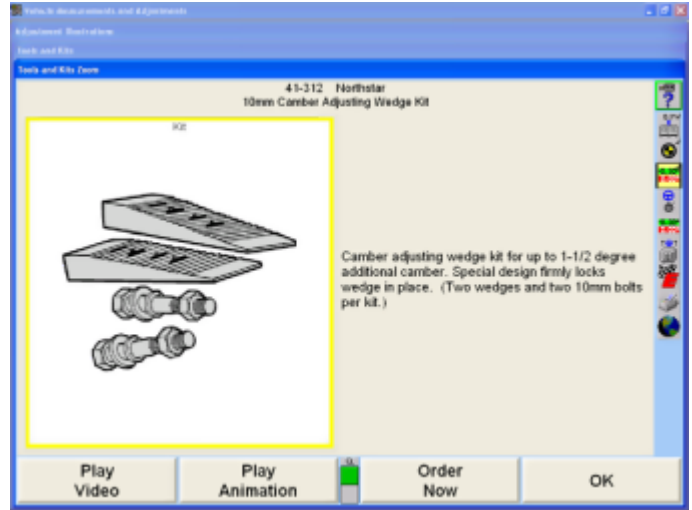 Vehicle Measurements and Adjustments
Adjustment Illustrations
Tools and Kits
Tools and Kits Zoom
41-312 Northstar
10mm Camber Adjusting Wedge Kit
Kit
Camber adjusting wedge kit for up to 1-1/2 degree
additional camber. Special design firmly locks
wedge in place. (Two wedges and two 10mm bolts
per kit.)
Play
Video
Play
Animation
Order
Now
OK